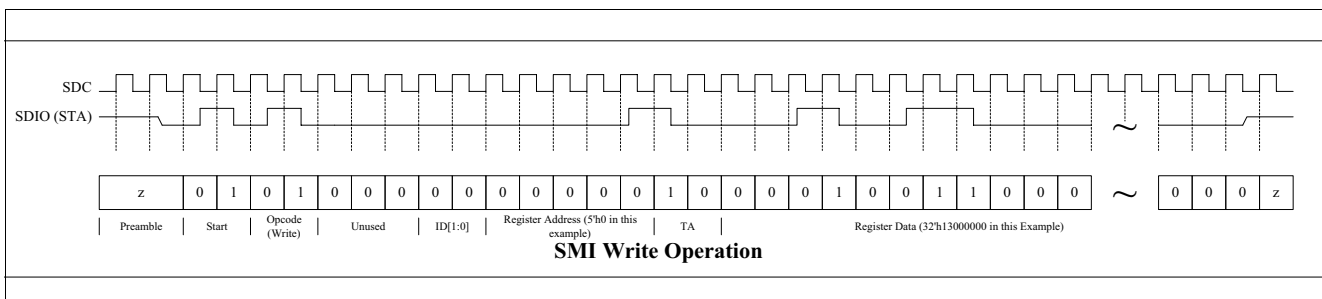 SDC
SDIO (STA)
~
z 0 1 0 1 0 0 0 0 0 0 0 0 0 0 1 0 0 0 0 1 0 0 1 1 0 0 0 ~ 0 0 0 z
Preamble
Start
Opcode
(Write)
Unused
ID[1:0]
Register Address (5'h0 in this
example)
TA
Register Data (32'h13000000 in this Example)
SMI Write Operation